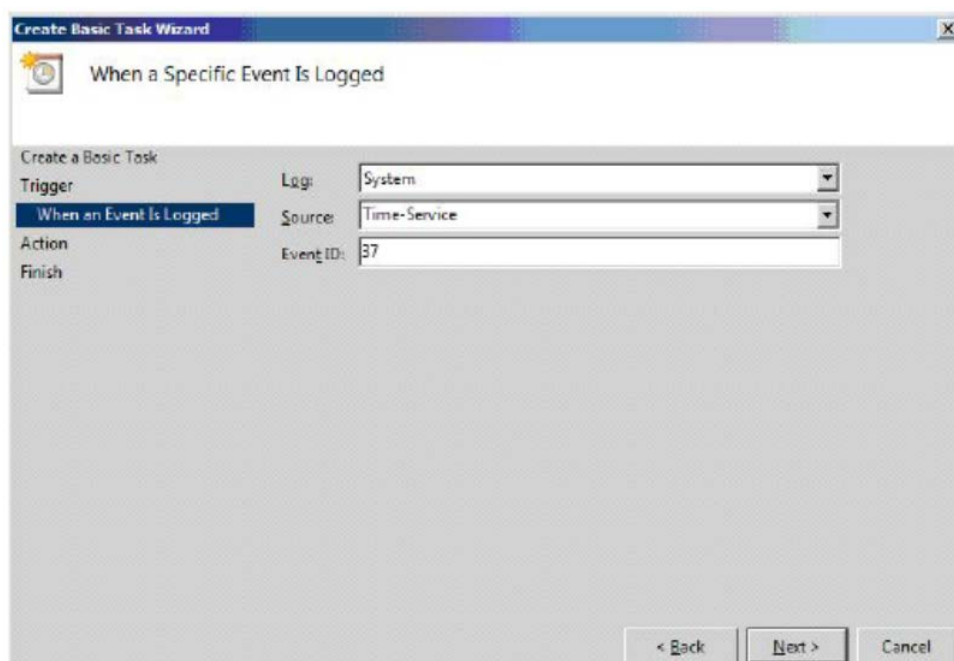 Create Basic Task Wizard
When a Specific Event Is Logged
Create a Basic Task
Trigger
When an Event Is Logged
Action
Finish
Log: System
Source: Time-Service
Event ID: 37
< Back Next > Cancel